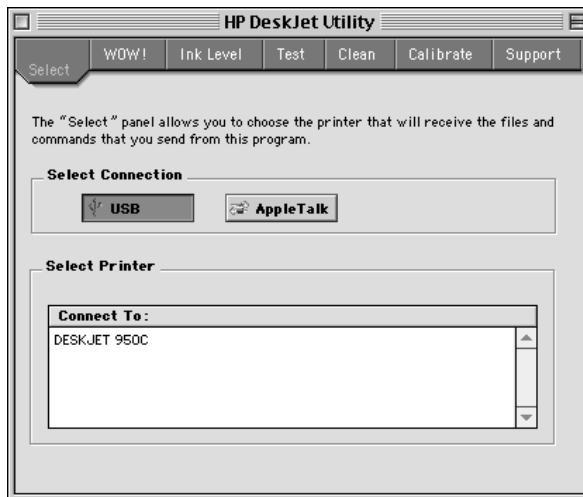 HP DeskJet Utility
Select WOW! Ink Level Test Clean Calibrate Support
The "Select" panel allows you to choose the printer that will receive the files and
commands that you send from this program.
Select Connection
USB AppleTalk
Select Printer
Connect To:
DESKJET 950C